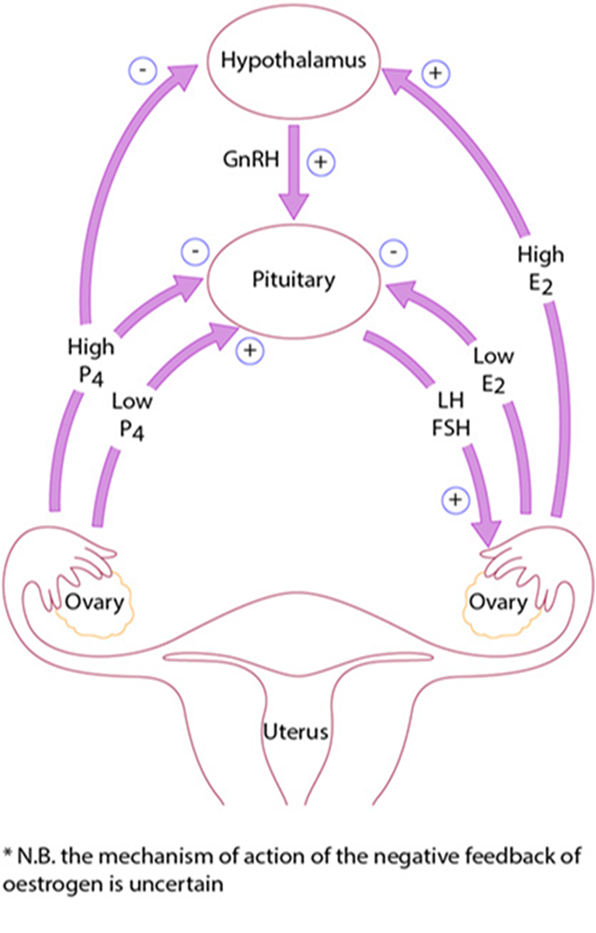 Hypothalamus
-
+
GnRH
+
-
-
Pituitary
High
E2
High
P4
+
Low
E2
Low
P4
LH
FSH
+
Ovary
Ovary
Uterus
* N.B. the mechanism of action of the negative feedback of
oestrogen is uncertain